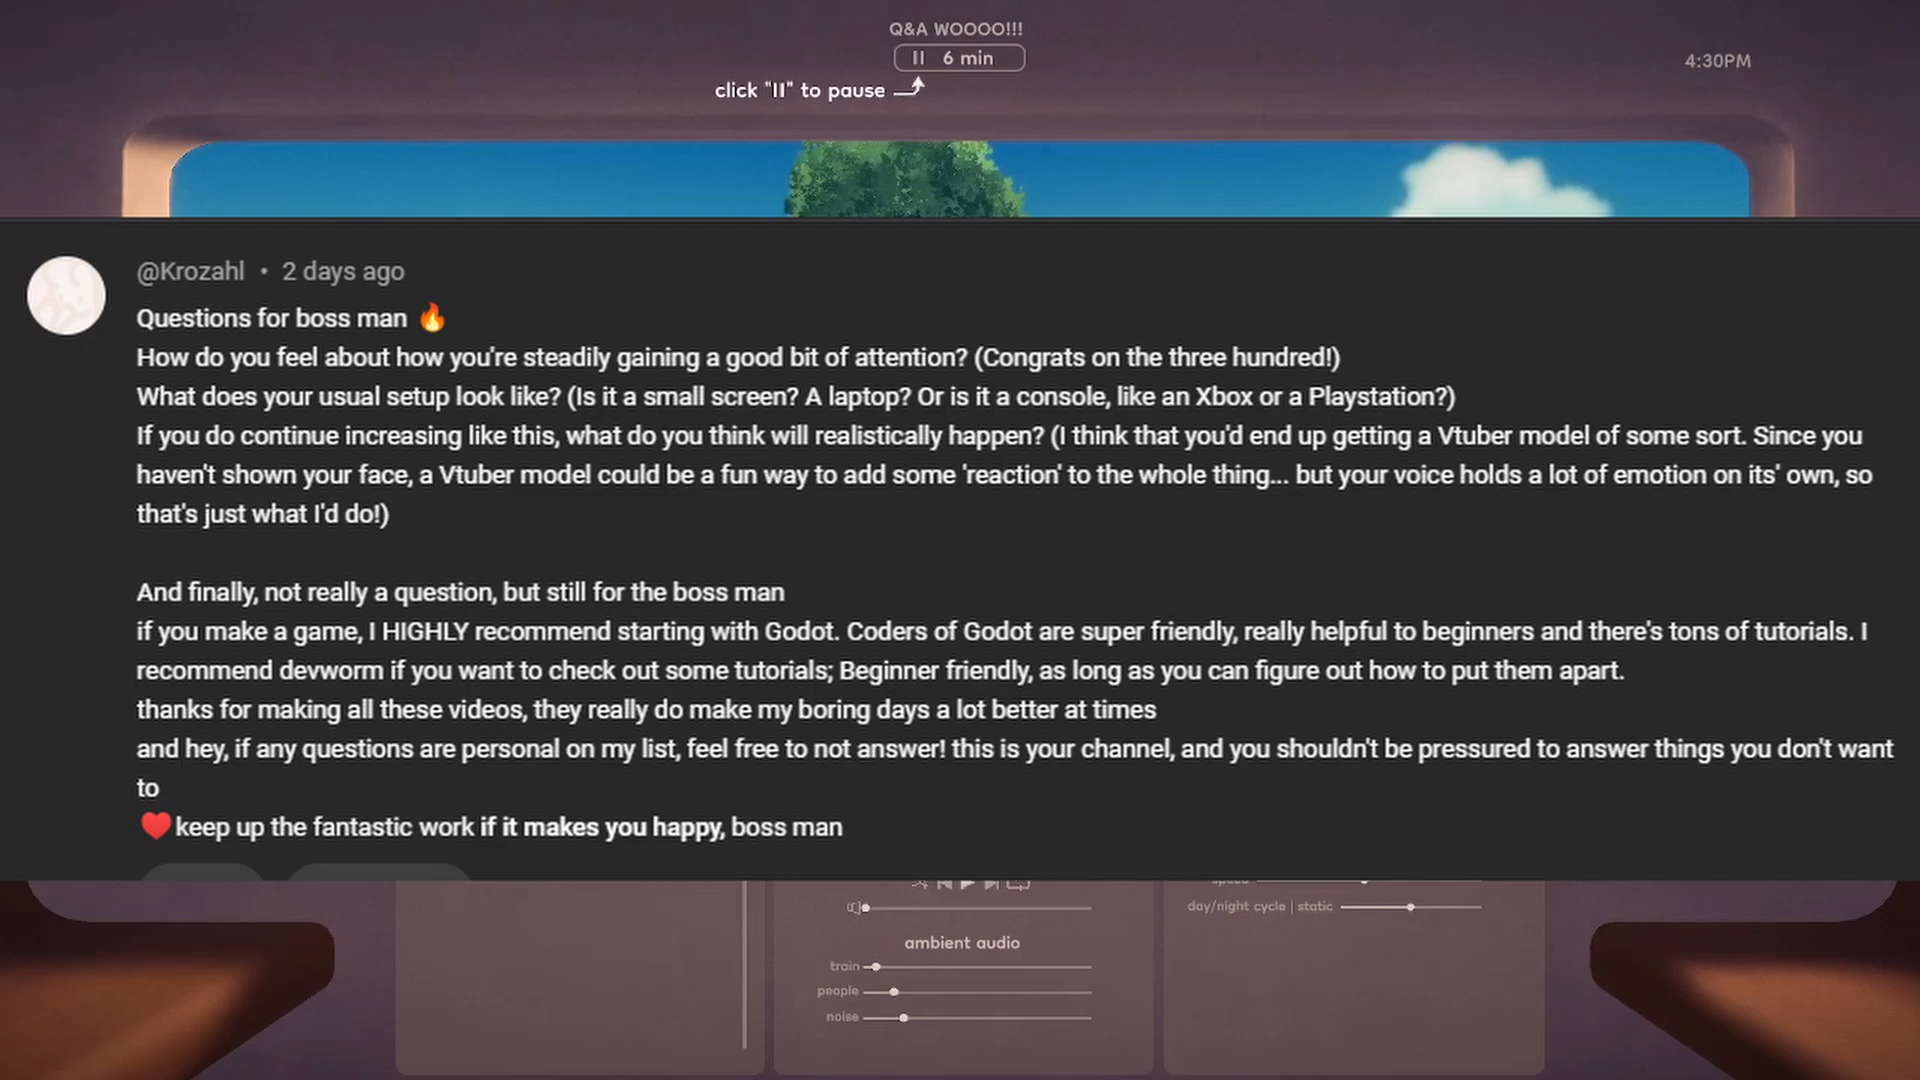 Q&A WOOOO!!!
II 6 min
4:30PM
click "II" to pause
@Krozahl • 2 days ago
Questions for boss man 🔥
How do you feel about how you're steadily gaining a good bit of attention? (Congrats on the three hundred!)
What does your usual setup look like? (Is it a small screen? A laptop? Or is it a console, like an Xbox or a Playstation?)
If you do continue increasing like this, what do you think will realistically happen? (I think that you'd end up getting a Vtuber model of some sort. Since you
haven't shown your face, a Vtuber model could be a fun way to add some 'reaction' to the whole thing... but your voice holds a lot of emotion on its' own, so
that's just what I'd do!)
And finally, not really a question, but still for the boss man
if you make a game, I HIGHLY recommend starting with Godot. Coders of Godot are super friendly, really helpful to beginners and there's tons of tutorials. I
recommend devworm if you want to check out some tutorials; Beginner friendly, as long as you can figure out how to put them apart.
thanks for making all these videos, they really do make my boring days a lot better at times
and hey, if any questions are personal on my list, feel free to not answer! this is your channel, and you shouldn't be pressured to answer things you don't want
to
❤️keep up the fantastic work if it makes you happy, boss man
day/night cycle | static
ambient audio
train
people
noise